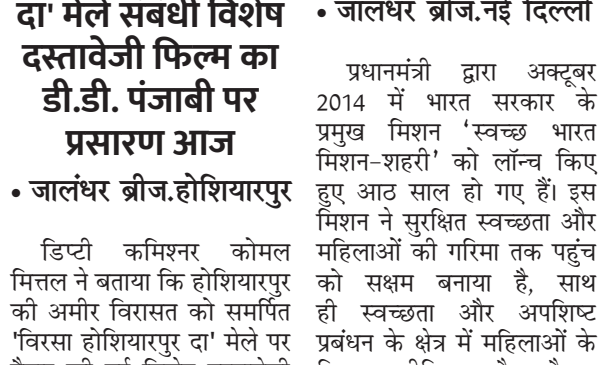 दा' मेले सबंधी विशेष
दस्तावेजी फिल्म का
डी.डी. पंजाबी पर
प्रसारण आज
• जालंधर ब्रीज.होशियारपुर
डिप्टी कमिश्नर कोमल
मित्तल ने बताया कि होशियारपुर
की अमीर विरासत को समर्पित
'विरसा होशियारपुर दा' मेले पर
• जालंधर ब्रीज.नई दिल्ली
प्रधानमंत्री द्वारा अक्टूबर
2014 में भारत सरकार के
प्रमुख मिशन ‘स्वच्छ भारत
मिशन-शहरी’ को लॉन्च किए
हुए आठ साल हो गए हैं। इस
मिशन ने सुरक्षित स्वच्छता और
महिलाओं की गरिमा तक पहुंच
को सक्षम बनाया है, साथ
ही स्वच्छता और अपशिष्ट
प्रबंधन के क्षेत्र में महिलाओं के